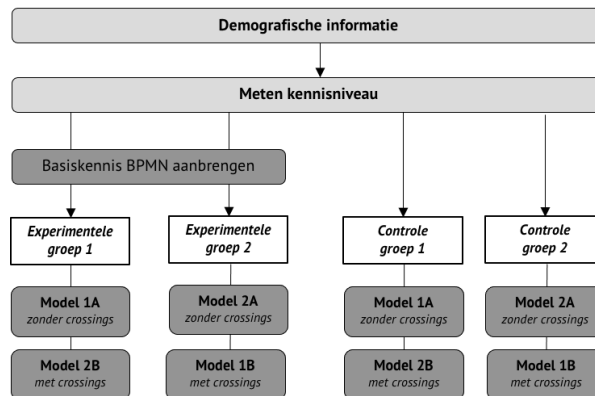 Demografische informatie
Meten kennisniveau
Basiskennis BPMN aanbrengen
Experimentele
groep 1
Experimentele
groep 2
Controle
groep 1
Controle
groep 2
Model 1A
zonder crossings
Model 2A
zonder crossings
Model 1A
zonder crossings
Model 2A
zonder crossings
Model 2B
met crossings
Model 1B
met crossings
Model 2B
met crossings
Model 1B
met crossings